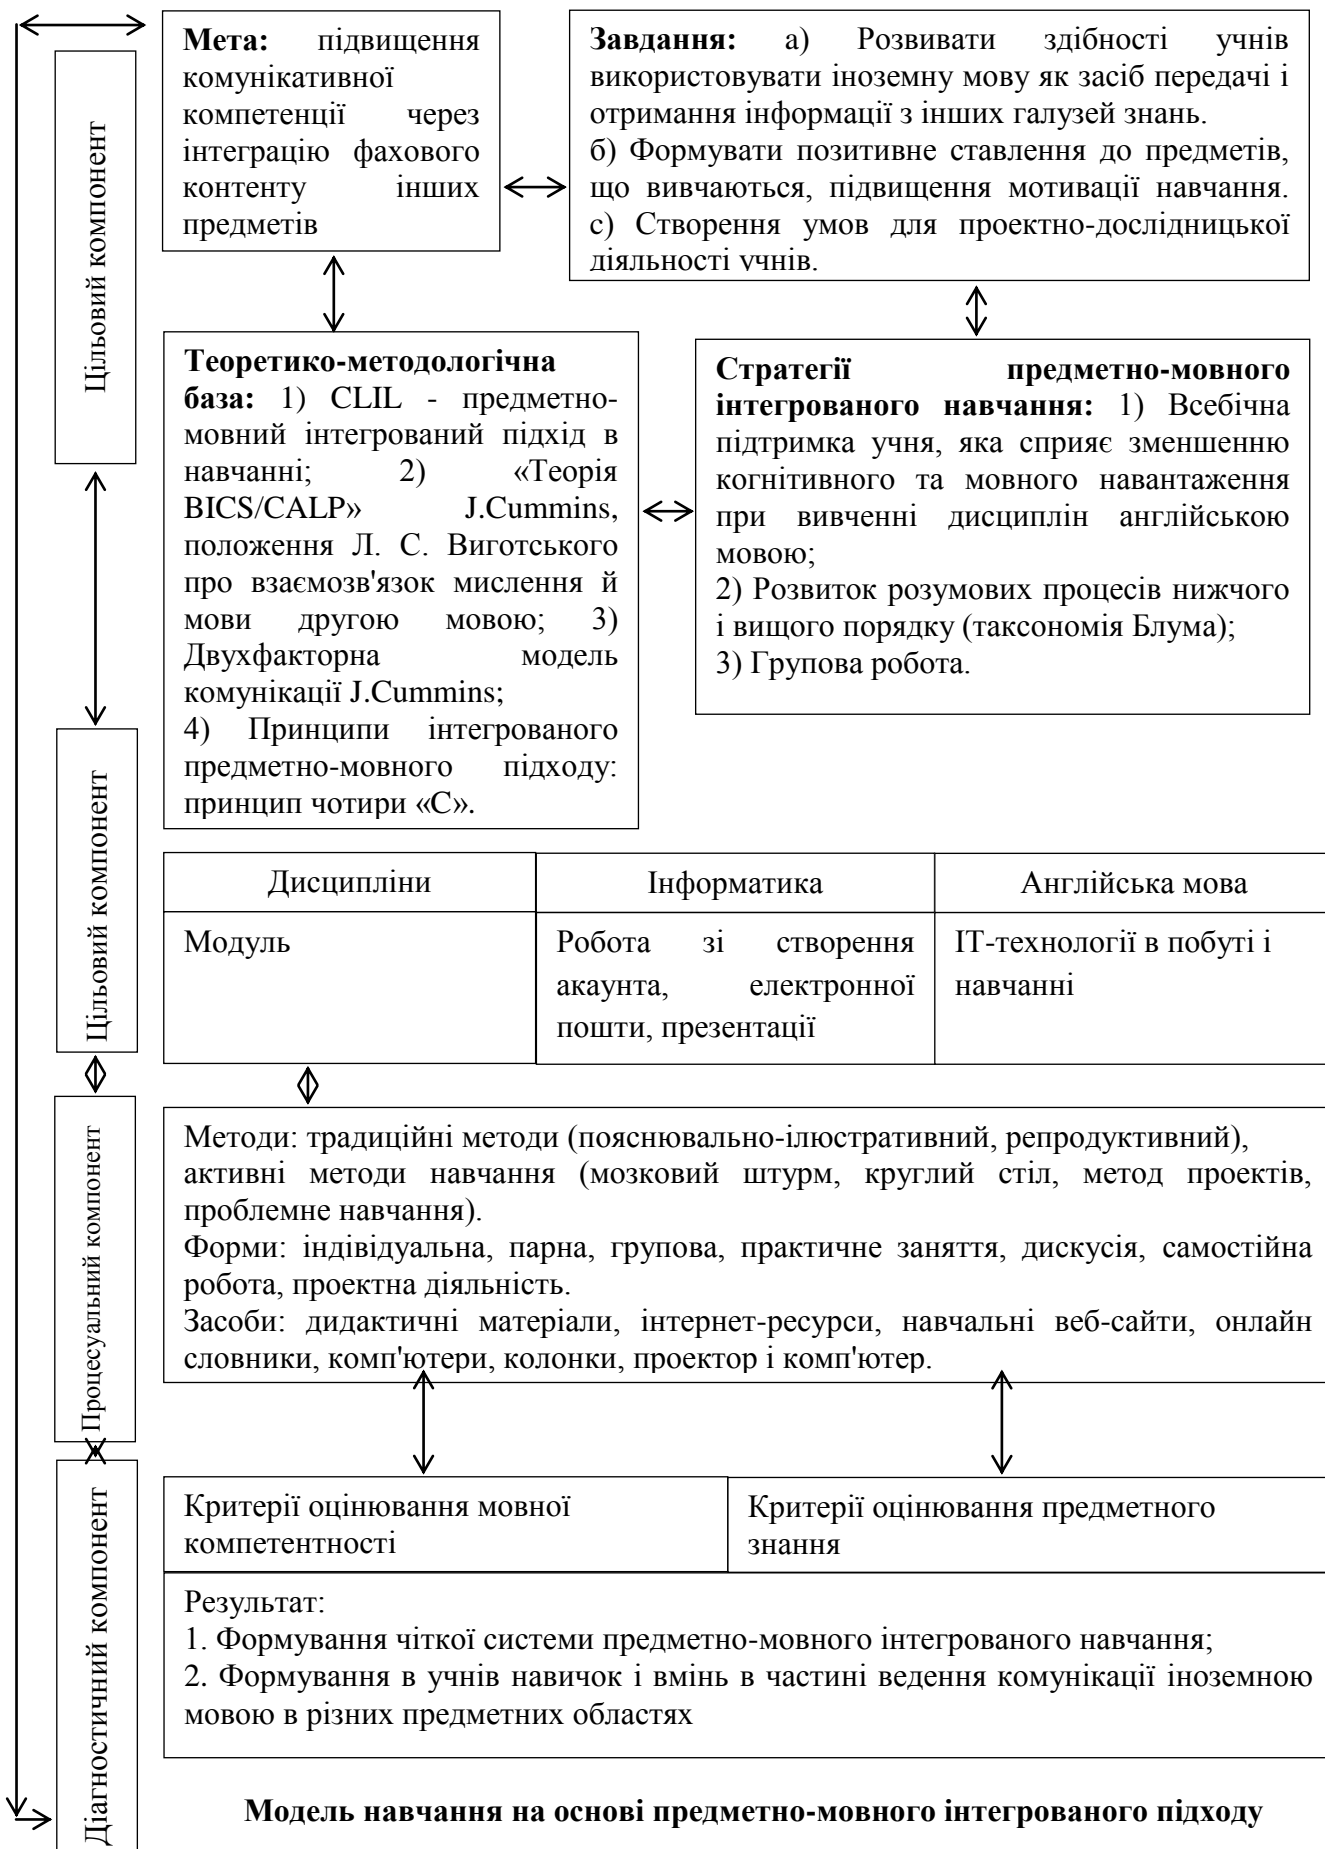 Цільовий компонент
Мета: підвищення
комунікативної
компетенції через
інтеграцію фахового
контенту інших
предметів
Завдання: а) Розвивати здібності учнів
використовувати іноземну мову як засіб передачі і
отримання інформації з інших галузей знань.
б) Формувати позитивне ставлення до предметів,
що вивчаються, підвищення мотивації навчання.
с) Створення умов для проектно-дослідницької
діяльності учнів.
Теоретико-методологічна
база: 1) CLIL - предметно-
мовний інтегрований підхід в
навчанні; 2) «Теорія
BICS/CALP» J.Cummins,
положення Л. С. Виготського
про взаємозв'язок мислення й
мови другою мовою; 3)
Двухфакторна модель
комунікації J.Cummins;
4) Принципи інтегрованого
предметно-мовного підходу:
принцип чотири «С».
Стратегії предметно-мовного
інтегрованого навчання: 1) Всебічна
підтримка учня, яка сприяє зменшенню
когнітивного та мовного навантаження
при вивченні дисциплін англійською
мовою;
2) Розвиток розумових процесів нижчого
і вищого порядку (таксономія Блума);
3) Групова робота.
Цільовий компонент
Дисципліни
Інформатика
Англійська мова
Модуль
Робота зі створення
акаунта, електронної
пошти, презентації
ІТ-технології в побуті і
навчанні
Процесуальний компонент
Методи: традиційні методи (пояснювально-ілюстративний, репродуктивний),
активні методи навчання (мозковий штурм, круглий стіл, метод проектів,
проблемне навчання).
Форми: індівідуальна, парна, групова, практичне заняття, дискусія, самостійна
робота, проектна діяльність.
Засоби: дидактичні матеріали, інтернет-ресурси, навчальні веб-сайти, онлайн
словники, комп'ютери, колонки, проектор і комп'ютер.
Діагностичний компонент
Критерії оцінювання мовної
компетентності
Критерії оцінювання предметного
знання
Результат:
1. Формування чіткої системи предметно-мовного інтегрованого навчання;
2. Формування в учнів навичок і вмінь в частині ведення комунікації іноземною
мовою в різних предметних областях
Модель навчання на основі предметно-мовного інтегрованого підходу